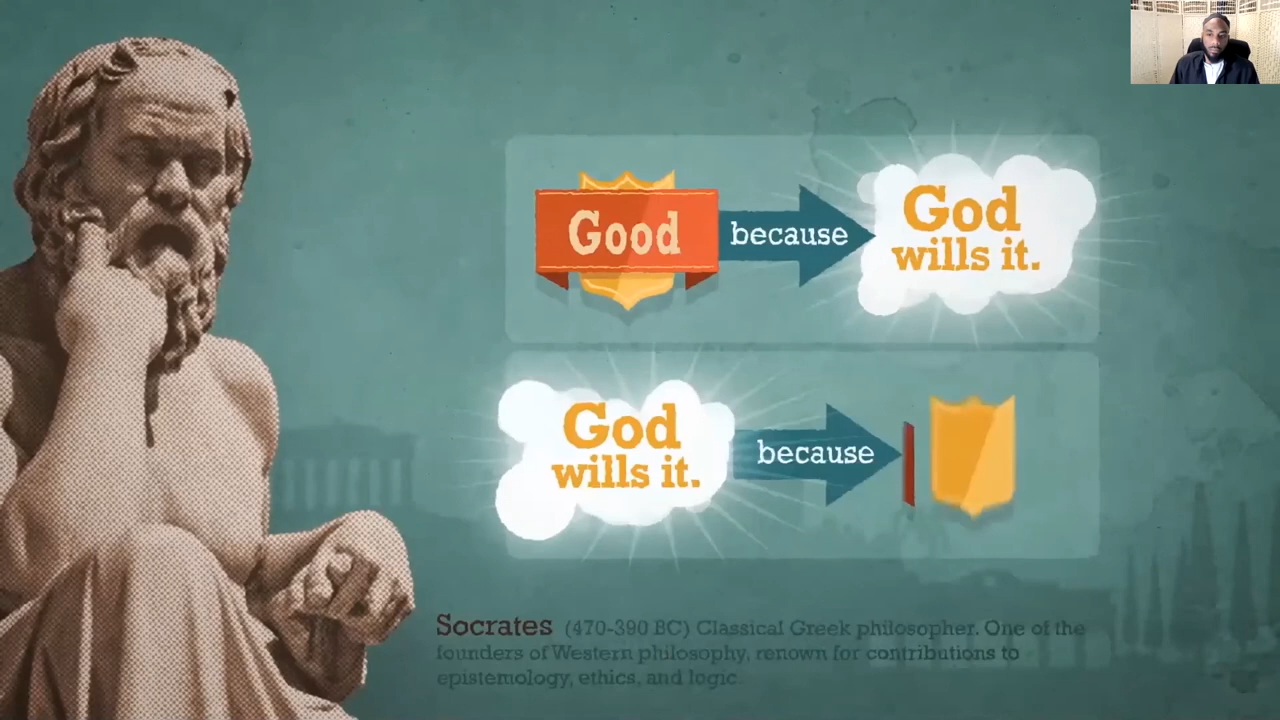 Good
because
God
wills it.
God
wills it.
because
Socrates (470-390 BC) Classical Greek philosopher. One of the
founders of Western philosophy, renown for contributions to
epistemology, ethics, and logic.